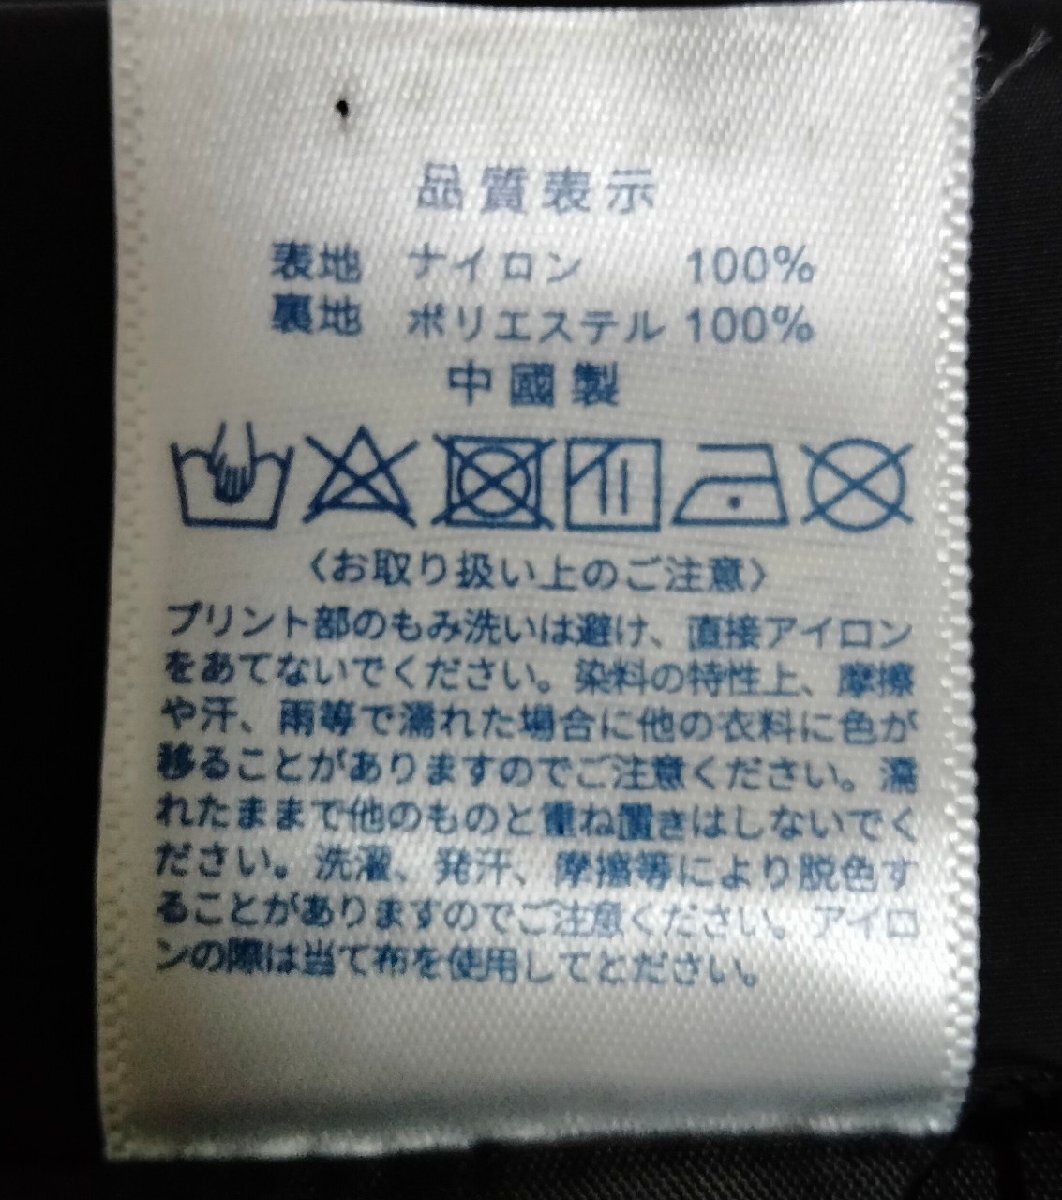 品質表示
表地 ナイロン 100%
裏地 ポリエステル 100%
中國製
〈お取り扱い上のご注意〉
プリント部のもみ洗いは避け、直接アイロン
をあてないでください。染料の特性上、摩擦
や汗、雨等で濡れた場合に他の衣料に色が
移ることがありますのでご注意ください。濡
れたままで他のものと重ね置きはしないでく
ださい。洗濯、発汗、摩擦等により脱色す
ることがありますのでご注意ください。アイロ
ンの際は当て布を使用してとださい。